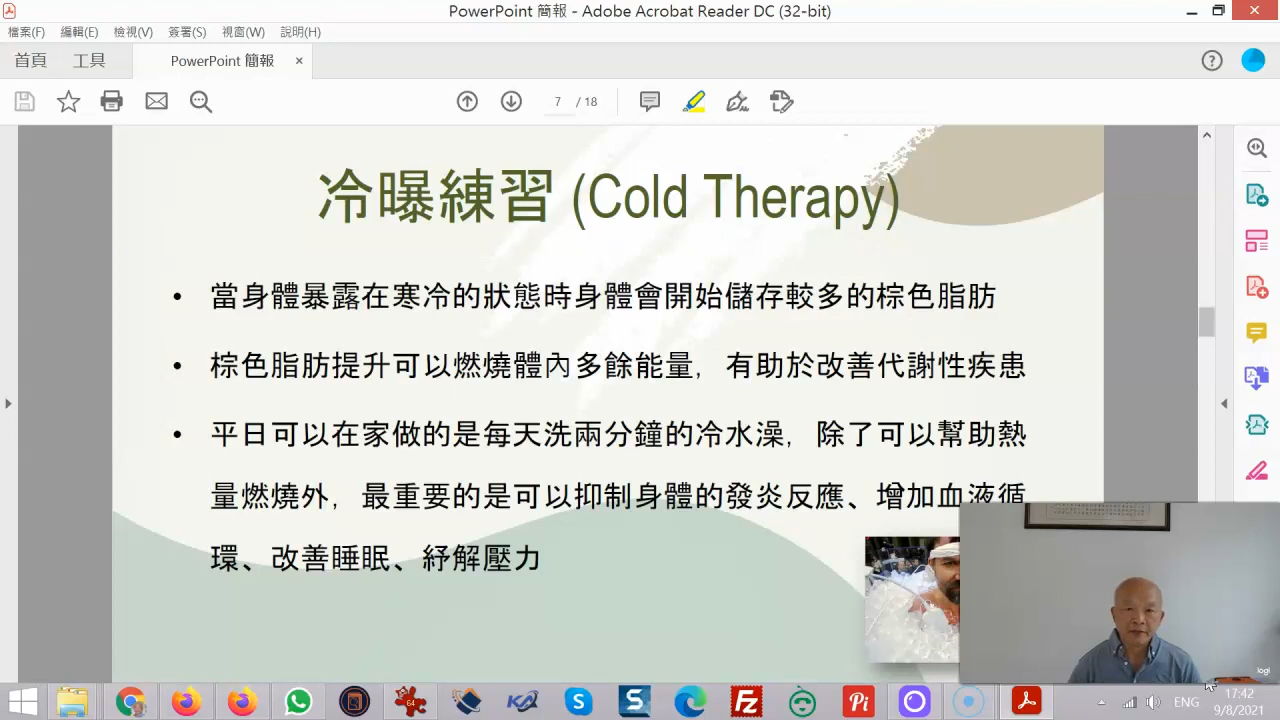 PowerPoint 簡報 - Adobe Acrobat Reader DC (32-bit)
檔案(F) 編輯(E) 檢視(V) 簽署(S) 視窗(W) 說明(H)
首頁 工具 PowerPoint 簡報 ×
7 / 18
冷曝練習 (Cold Therapy)
• 當身體暴露在寒冷的狀態時身體會開始儲存較多的棕色脂肪
• 棕色脂肪提升可以燃燒體內多餘能量，有助於改善代謝性疾患
• 平日可以在家做的是每天洗兩分鐘的冷水澡，除了可以幫助熱
量燃燒外，最重要的是可以抑制身體的發炎反應、增加血液循
環、改善睡眠、紓解壓力
logi
64
S
S
Fz
Pi
ENG
17:42
9/8/2021